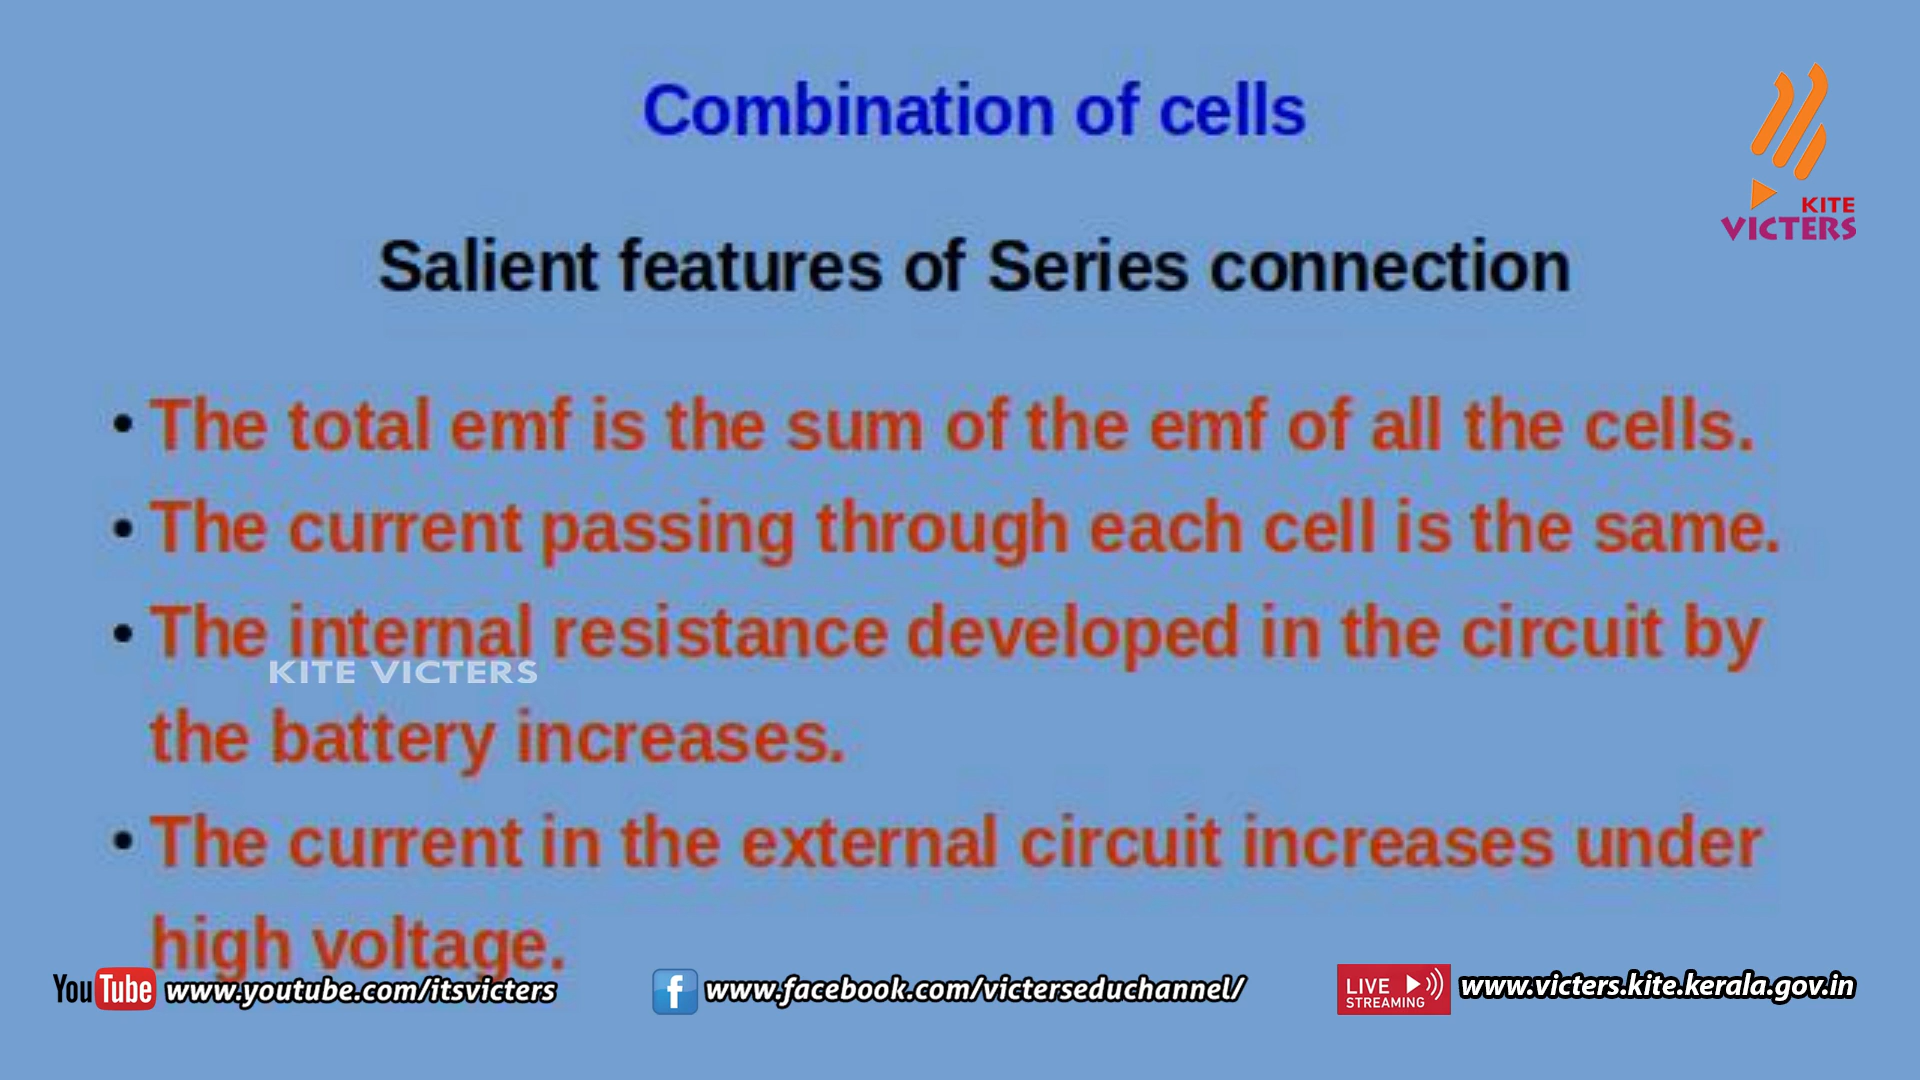 Combination of cells
KITE
VICTERS
Salient features of Series connection
• The total emf is the sum of the emf of all the cells.
• The current passing through each cell is the same.
• The internal resistance developed in the circuit by
KITE VICTERS
the battery increases.
• The current in the external circuit increases under
high voltage.
YouTube www.youtube.com/itsvicters
f www.facebook.com/victerseduchannel/
LIVE STREAMING www.victers.kite.kerala.gov.in